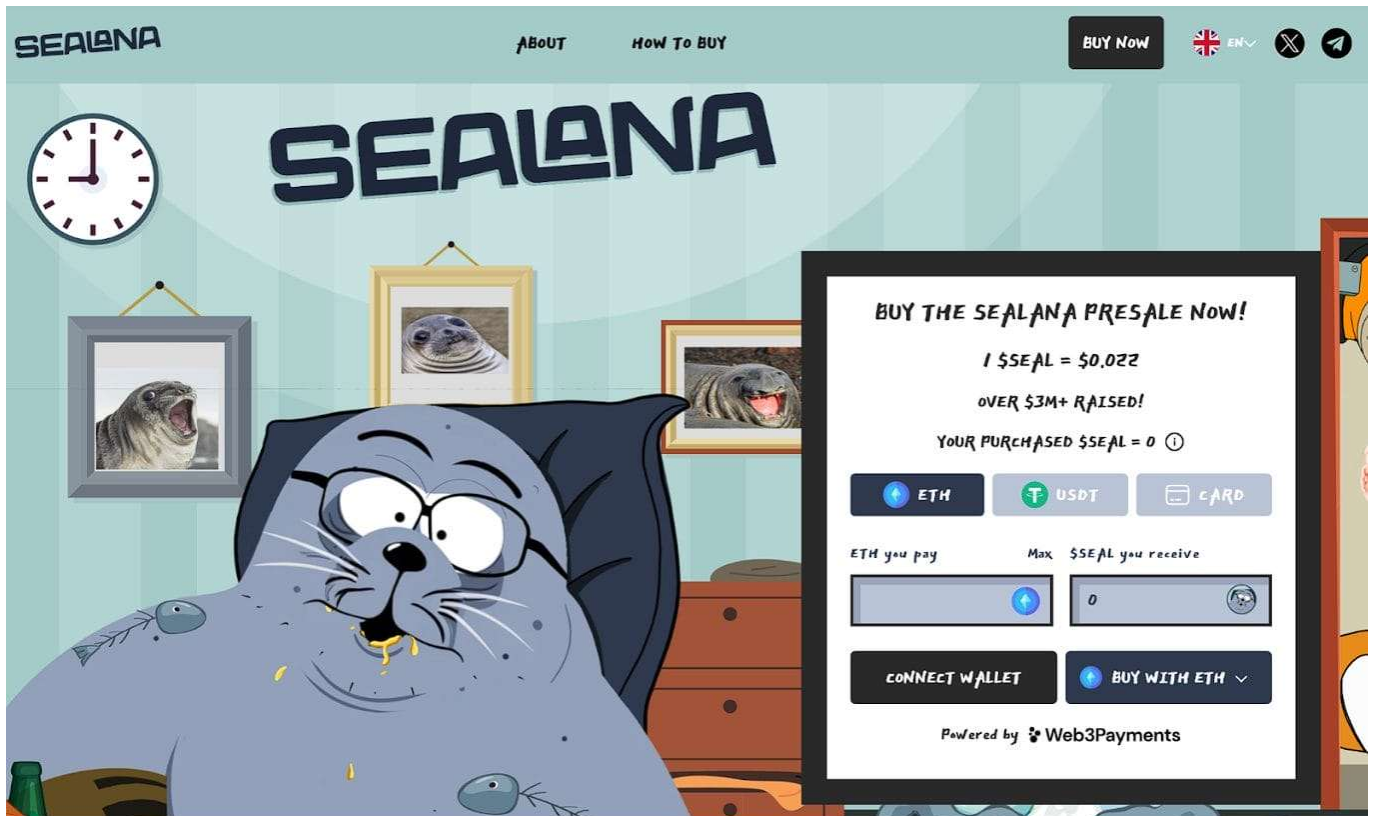 SEALANA
ABOUT
HOW TO BUY
BUY NOW
EN
SEALANA
BUY THE SEALANA PRESALE NOW!
1 $SEAL = $0.022
OVER $3M+ RAISED!
YOUR PURCHASED $SEAL = 0
ETH
USDT
CARD
ETH you pay
Max
$SEAL you receive
0
CONNECT WALLET
BUY WITH ETH
Powered by Web3Payments